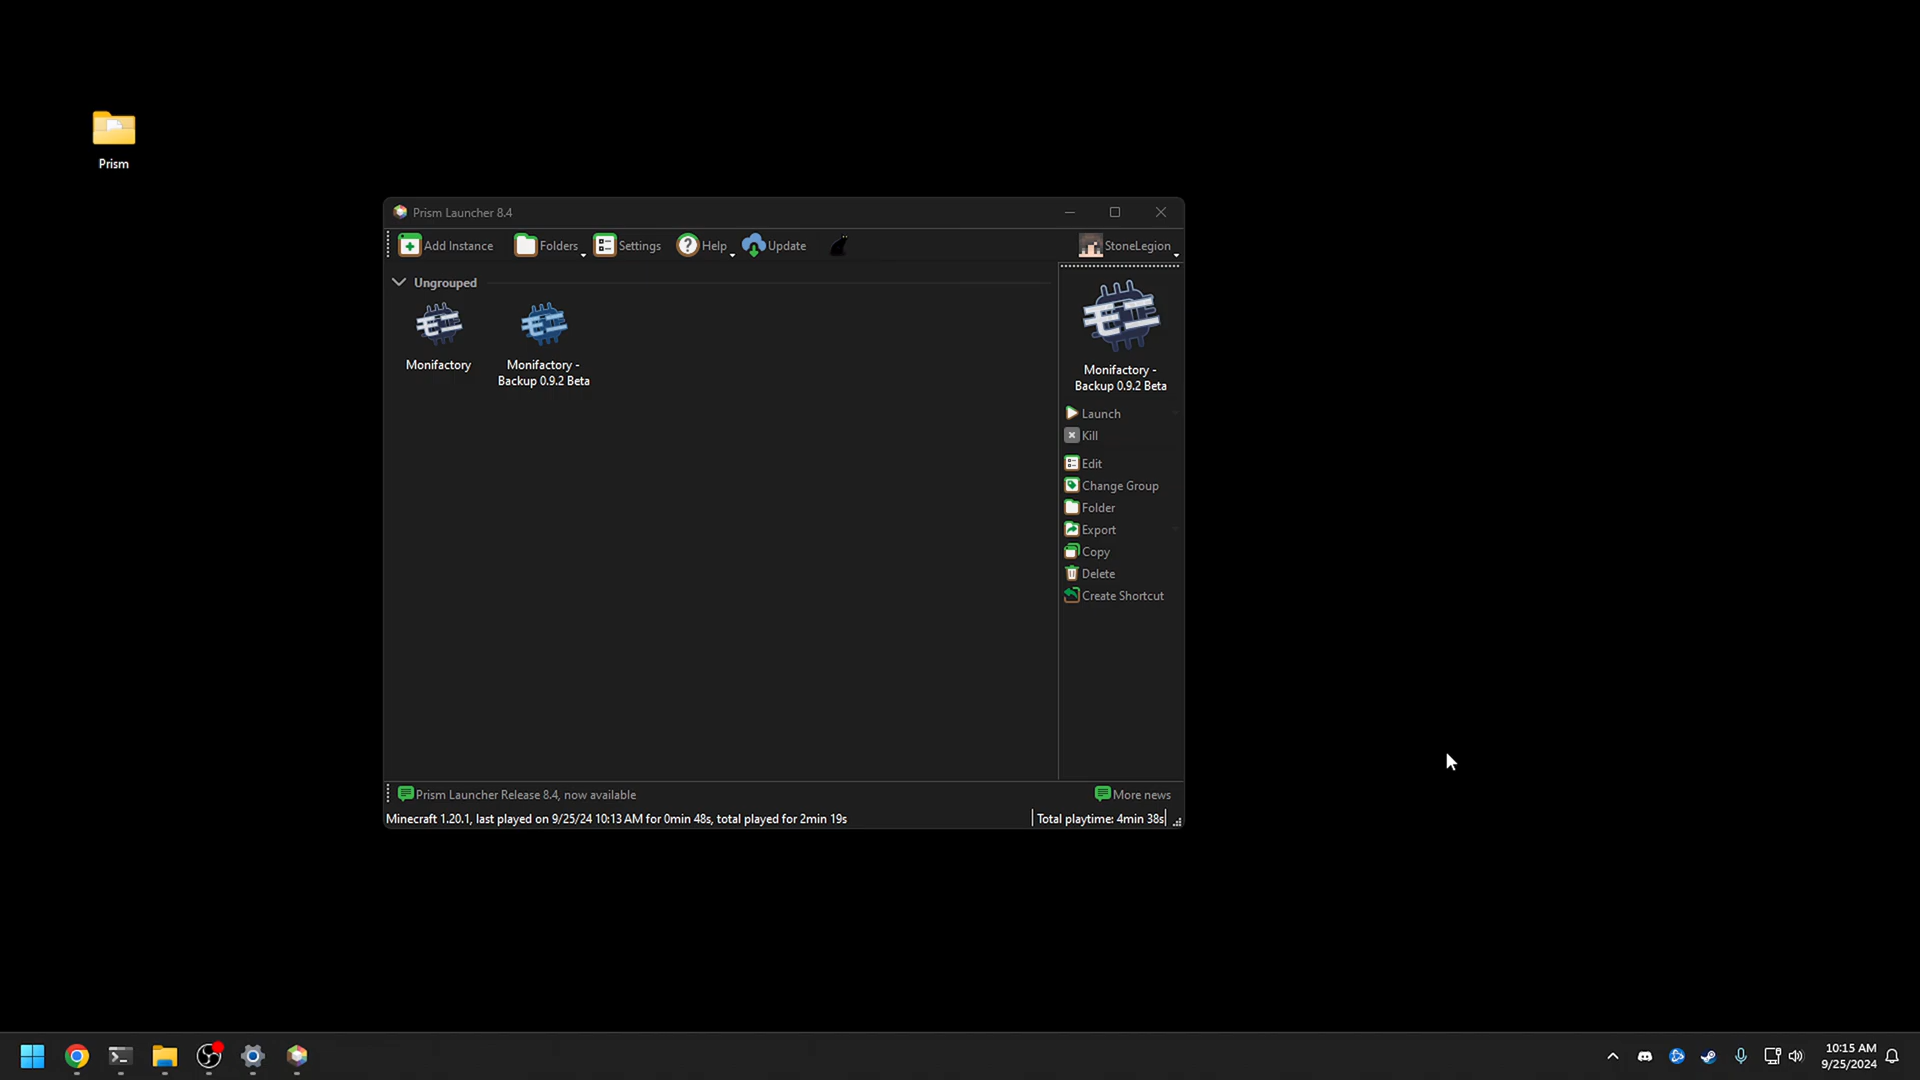 Prism
Prism Launcher 8.4
Add Instance
Folders
Settings
Help
Update
StoneLegion
Ungrouped
Monifactory
Monifactory -
Backup 0.9.2 Beta
Monifactory -
Backup 0.9.2 Beta
Launch
Kill
Edit
Change Group
Folder
Export
Copy
Delete
Create Shortcut
Prism Launcher Release 8.4, now available
More news
Minecraft 1.20.1, last played on 9/25/24 10:13 AM for 0min 48s, total played for 2min 19s
Total playtime: 4min 38s
10:15 AM
9/25/2024